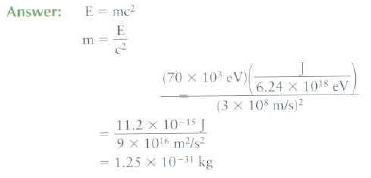 Answer: E = mc²
m = E/c²
(70 × 10³ eV)(J / 6.24 × 10¹⁸ eV)
(3 × 10⁸ m/s)²
= 11.2 × 10⁻¹⁵ J
9 × 10¹⁶ m²/s²
= 1.25 × 10⁻³¹ kg